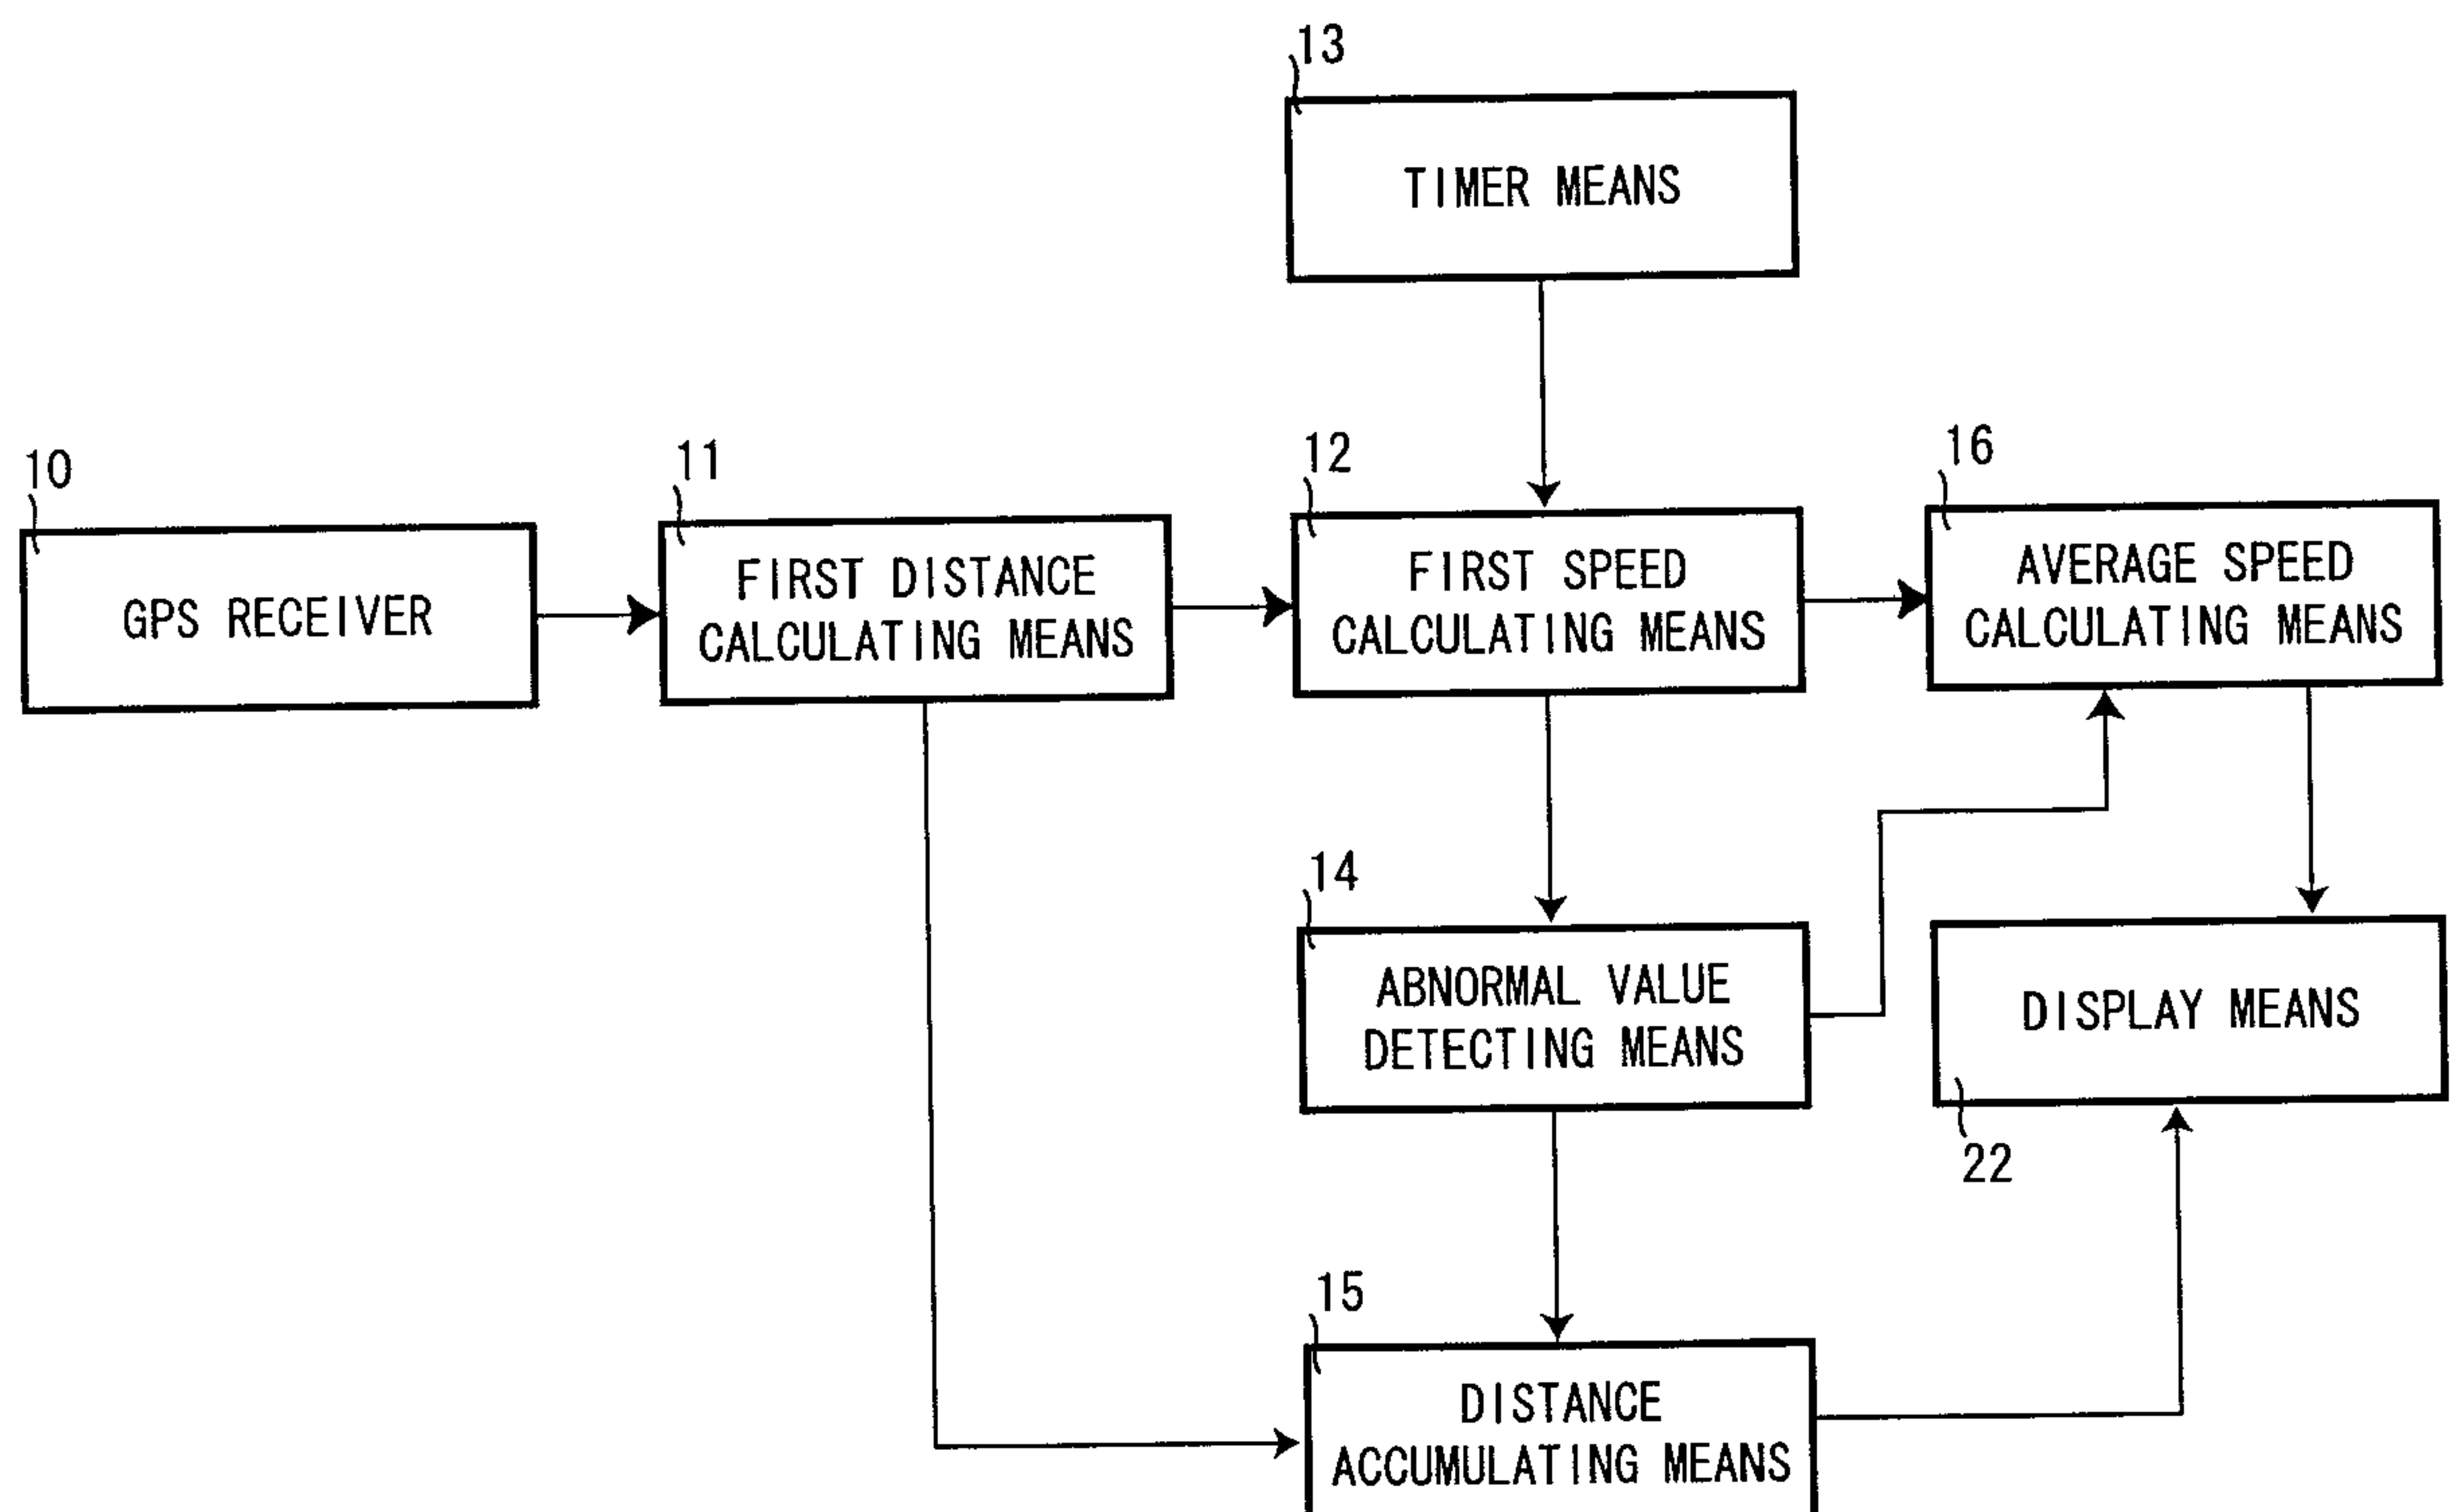 13
TIMER MEANS
10
GPS RECEIVER
11
FIRST DISTANCE
CALCULATING MEANS
12
FIRST SPEED
CALCULATING MEANS
16
AVERAGE SPEED
CALCULATING MEANS
14
ABNORMAL VALUE
DETECTING MEANS
DISPLAY MEANS
22
15
DISTANCE
ACCUMULATING MEANS